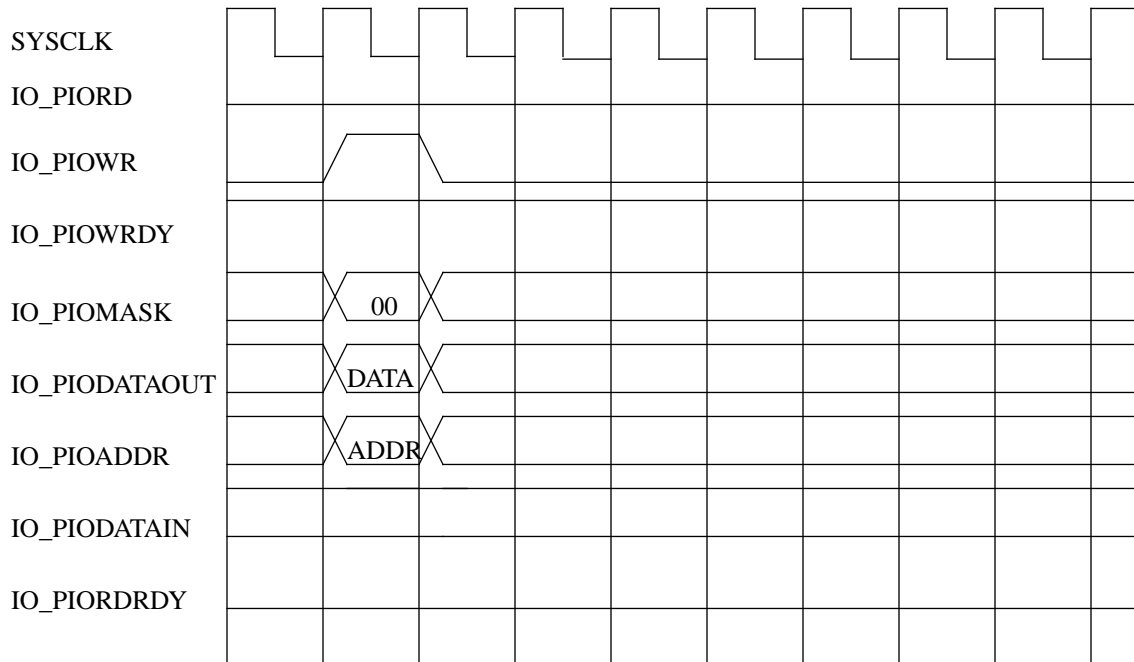 SYSCLK
IO_PIORD
IO_PIOWR
IO_PIOWRDY
IO_PIOMASK 00
IO_PIODATAOUT DATA
IO_PIOADDR ADDR
IO_PIODATAIN
IO_PIORDRDY